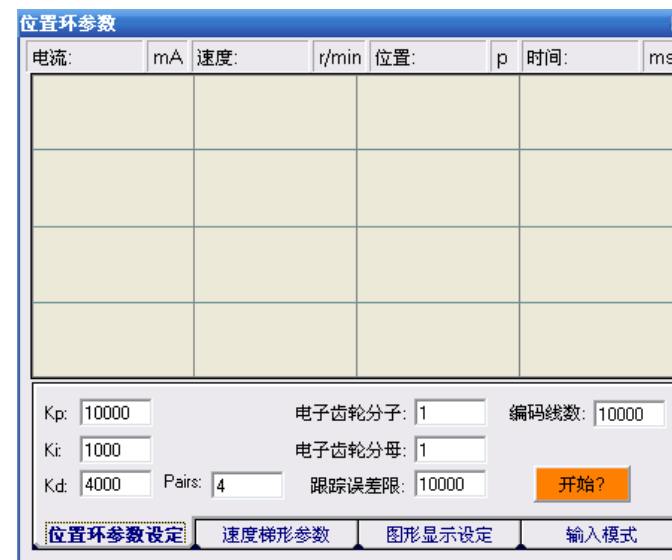 位置环参数
电流: mA 速度: r/min 位置: p 时间: ms
Kp: 10000 电子齿轮分子: 1 编码线数: 10000
Ki: 1000 电子齿轮分母: 1
Kd: 4000 Pairs: 4 跟踪误差限: 10000 开始?
位置环参数设定 速度梯形参数 图形显示设定 输入模式